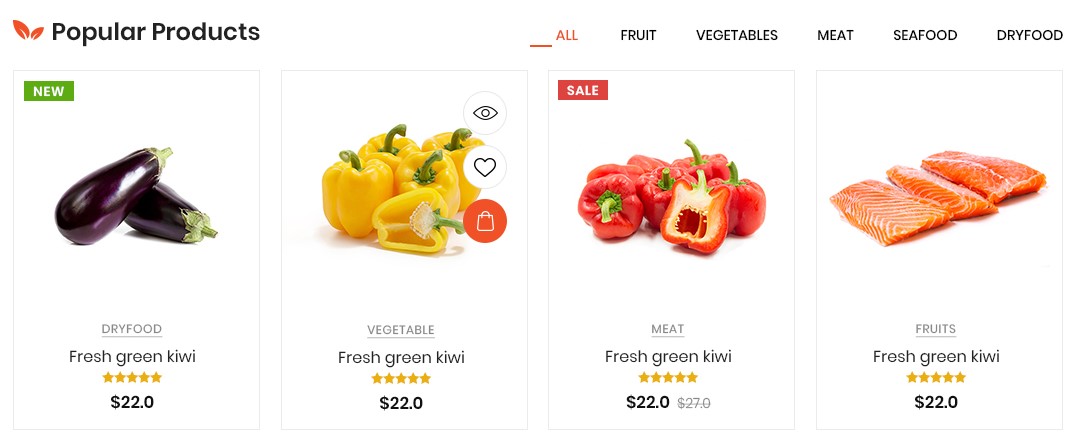 Popular Products
ALL FRUIT VEGETABLES MEAT SEAFOOD DRYFOOD
NEW
DRYFOOD
Fresh green kiwi
$22.0
VEGETABLE
Fresh green kiwi
$22.0
SALE
MEAT
Fresh green kiwi
$22.0 $27.0
FRUITS
Fresh green kiwi
$22.0